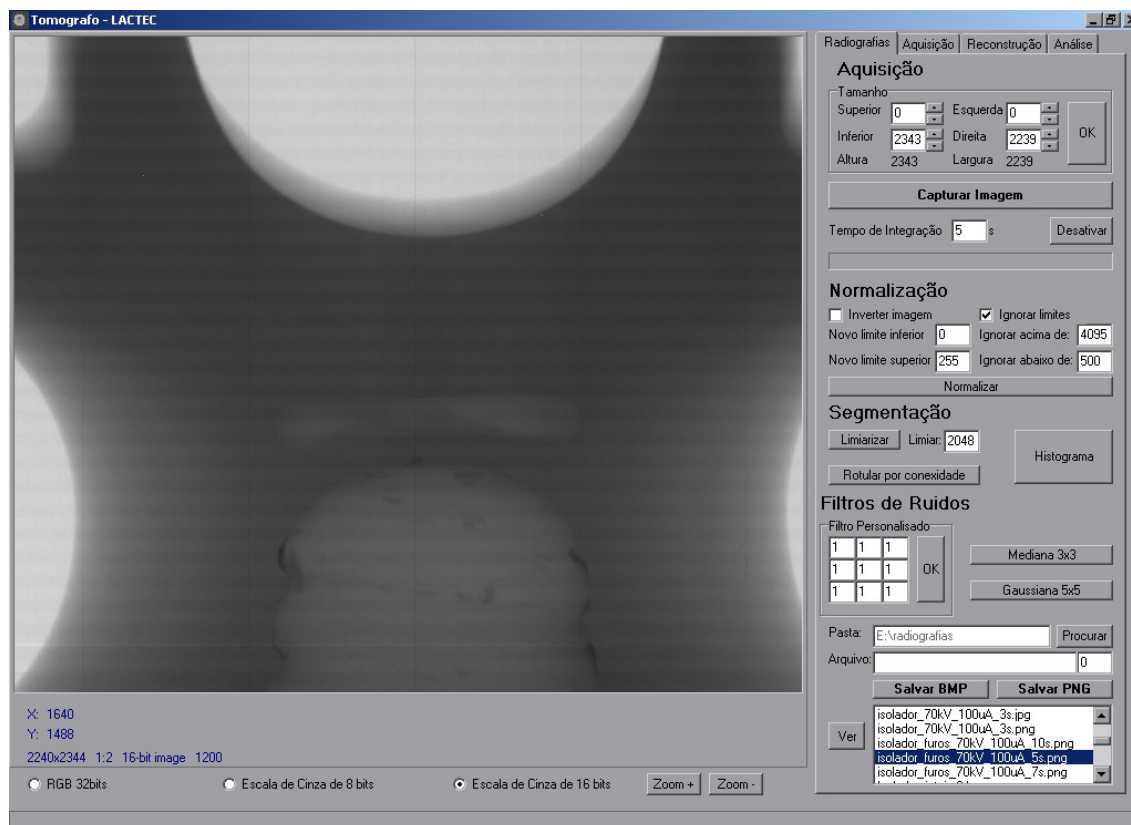 Tomografo - LACTEC
Radiografias Aquisição Reconstrução Análise
Aquisição
Tamanho
Superior 0 Esquerda 0
Inferior 2343 Direita 2239 OK
Altura 2343 Largura 2239
Capturar Imagem
Tempo de Integração 5 s Desativar
Normalização
Inverter imagem Ignorar limites
Novo limite inferior 0 Ignorar acima de: 4095
Novo limite superior 255 Ignorar abaixo de: 500
Normalizar
Segmentação
Limiarizar Limiar: 2048
Histograma
Rotular por conexidade
Filtros de Ruidos
Filtro Personalisado
1 1 1
1 1 1 OK
1 1 1
Mediana 3x3
Gaussiana 5x5
Pasta: E:\radiografias Procurar
Arquivo: 0
Salvar BMP Salvar PNG
Ver
isolador_70kV_100uA_3s.jpg
isolador_70kV_100uA_3s.png
isolador_furos_70kV_100uA_10s.png
isolador_furos_70kV_100uA_5s.png
isolador_furos_70kV_100uA_7s.png
X: 1640
Y: 1488
2240x2344 1:2 16-bit image 1200
RGB 32bits Escala de Cinza de 8 bits Escala de Cinza de 16 bits Zoom + Zoom -